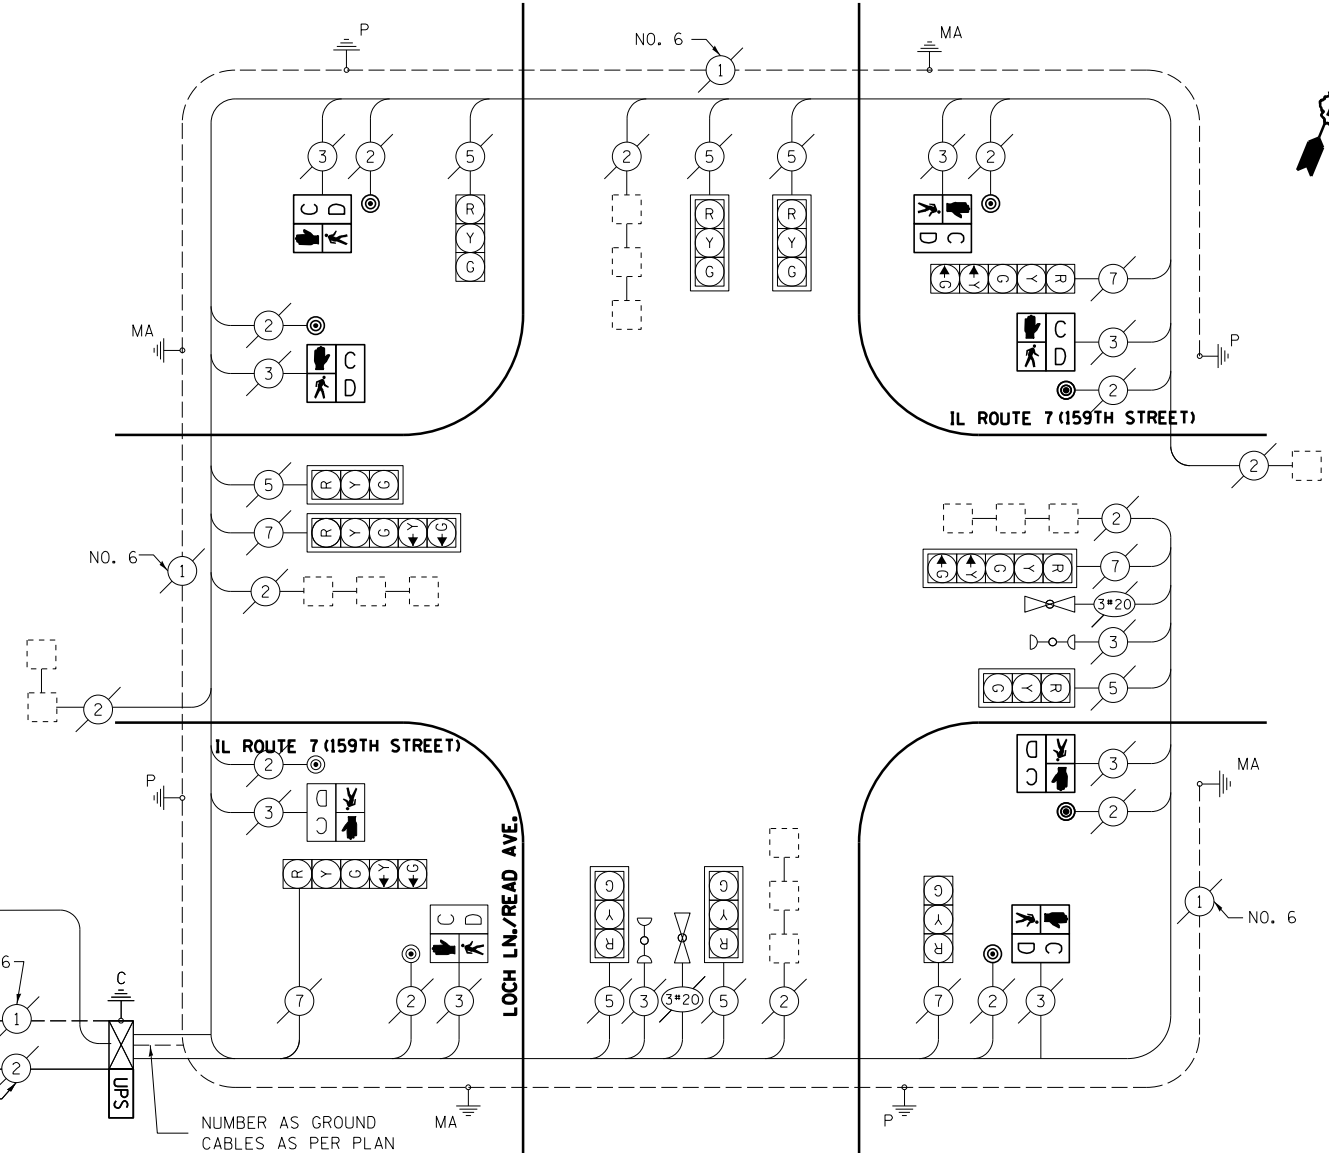 P
NO. 6
1
MA
3
2
5
2
5
5
3
2
C D
R
Y
G
R
Y
G
R
Y
G
D C
G Y G Y R
7
2
MA
3
C
D
C
D
3
P
2
IL ROUTE 7 (159TH STREET)
5
R Y G
2
7
R Y G Y G
2
NO. 6
1
2
G Y G Y R
7
3#20
3
2
G Y R
5
IL ROUTE 7 (159TH STREET)
2
D
C
3
P
3
D
C
MA
2
LOCH LN./READ AVE.
R Y G Y G
G
Y
R
G
Y
R
G
Y
R
1
NO. 6
C D
D C
6
C
1
7
2
3
5
3
3#20
5
2
7
2
3
2
UPS
NUMBER AS GROUND
CABLES AS PER PLAN
MA
P